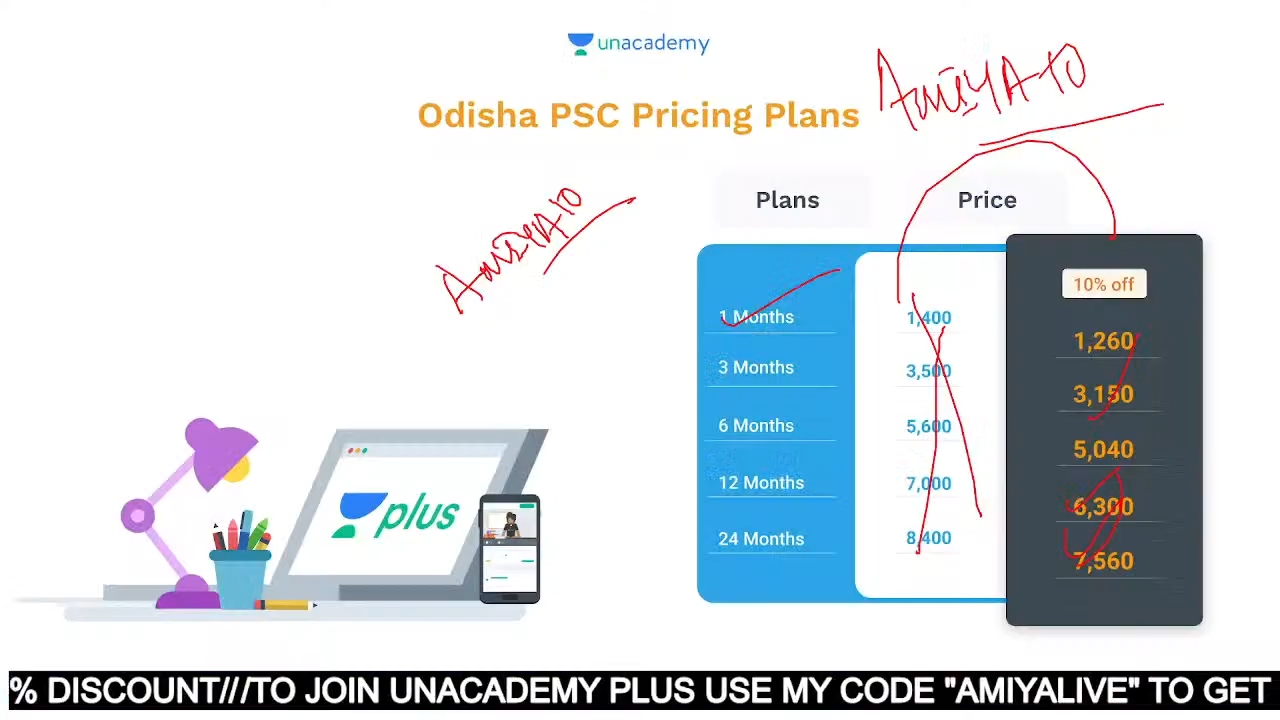 unacademy
AmiYA10
Odisha PSC Pricing Plans
AmiYA10
Plans Price
10% off
1 Months 1,400 1,260
3 Months 3,500 3,150
6 Months 5,600 5,040
12 Months 7,000 6,300
24 Months 8,400 7,560
plus
% DISCOUNT///TO JOIN UNACADEMY PLUS USE MY CODE "AMIYALIVE" TO GET